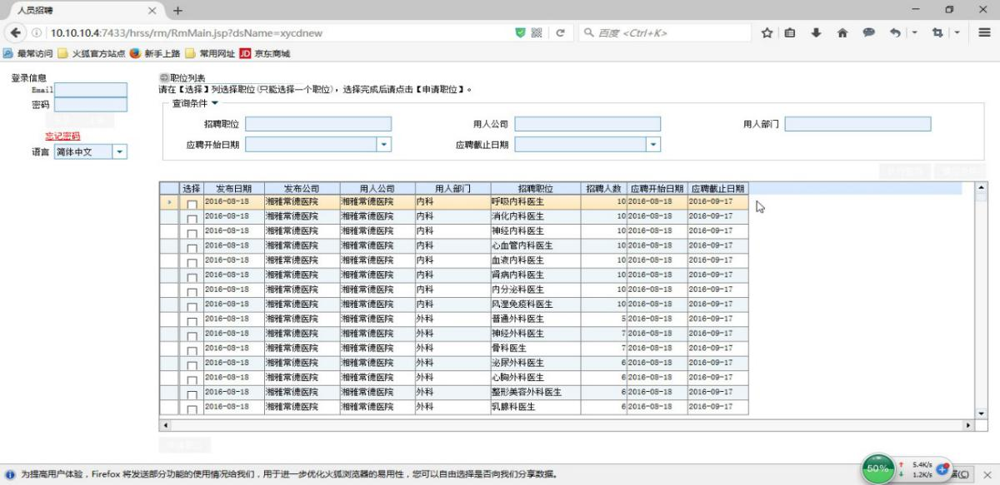 人员招聘
10.10.10.4:7433/hrss/rm/RmMain.jsp?dsName=xycdnew
百度 <Ctrl+K>
最常访问 火狐官方站点 新手上路 常用网址 JD 京东商城
登录信息
Email
密码
忘记密码
语言 简体中文
职位列表
请在【选择】列选择职位(只能选择一个职位)，选择完成后请点击【申请职位】。
查询条件
招聘职位 用人公司 用人部门
应聘开始日期 应聘截止日期
选择 发布日期 发布公司 用人公司 用人部门 招聘职位 招聘人数 应聘开始日期 应聘截止日期
2016-08-18 湘雅常德医院 湘雅常德医院 内科 呼吸内科医生 10 2016-08-18 2016-09-17
2016-08-18 湘雅常德医院 湘雅常德医院 内科 消化内科医生 10 2016-08-18 2016-09-17
2016-08-18 湘雅常德医院 湘雅常德医院 内科 神经内科医生 10 2016-08-18 2016-09-17
2016-08-18 湘雅常德医院 湘雅常德医院 内科 心血管内科医生 10 2016-08-18 2016-09-17
2016-08-18 湘雅常德医院 湘雅常德医院 内科 血液内科医生 10 2016-08-18 2016-09-17
2016-08-18 湘雅常德医院 湘雅常德医院 内科 肾病内科医生 10 2016-08-18 2016-09-17
2016-08-18 湘雅常德医院 湘雅常德医院 内科 内分泌科医生 10 2016-08-18 2016-09-17
2016-08-18 湘雅常德医院 湘雅常德医院 内科 风湿免疫科医生 10 2016-08-18 2016-09-17
2016-08-18 湘雅常德医院 湘雅常德医院 外科 普通外科医生 5 2016-08-18 2016-09-17
2016-08-18 湘雅常德医院 湘雅常德医院 外科 神经外科医生 7 2016-08-18 2016-09-17
2016-08-18 湘雅常德医院 湘雅常德医院 外科 骨科医生 7 2016-08-18 2016-09-17
2016-08-18 湘雅常德医院 湘雅常德医院 外科 泌尿外科医生 6 2016-08-18 2016-09-17
2016-08-18 湘雅常德医院 湘雅常德医院 外科 心胸外科医生 6 2016-08-18 2016-09-17
2016-08-18 湘雅常德医院 湘雅常德医院 外科 整形美容外科医生 6 2016-08-18 2016-09-17
2016-08-18 湘雅常德医院 湘雅常德医院 外科 乳腺科医生 6 2016-08-18 2016-09-17
为提高用户体验，Firefox 将发送部分功能的使用情况给我们，用于进一步优化火狐浏览器的易用性，您可以自由选择是否向我们分享数据。
50% 5.4K/s
1.2K/s
(C)